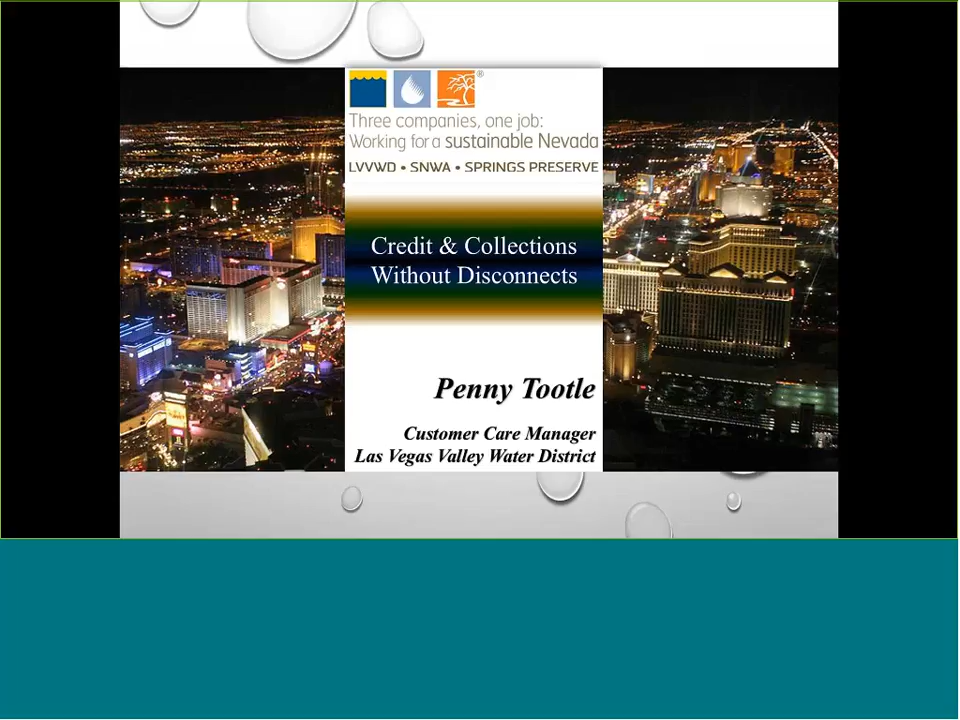 ®
Three companies, one job:
Working for a sustainable Nevada
LVVWD • SNWA • SPRINGS PRESERVE
Credit & Collections
Without Disconnects
Penny Tootle
Customer Care Manager
Las Vegas Valley Water District